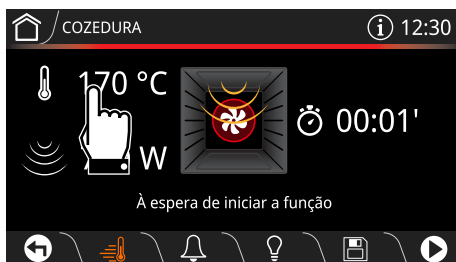 COZEDURA
12:30
170 °C
00:01'
W
À espera de iniciar a função